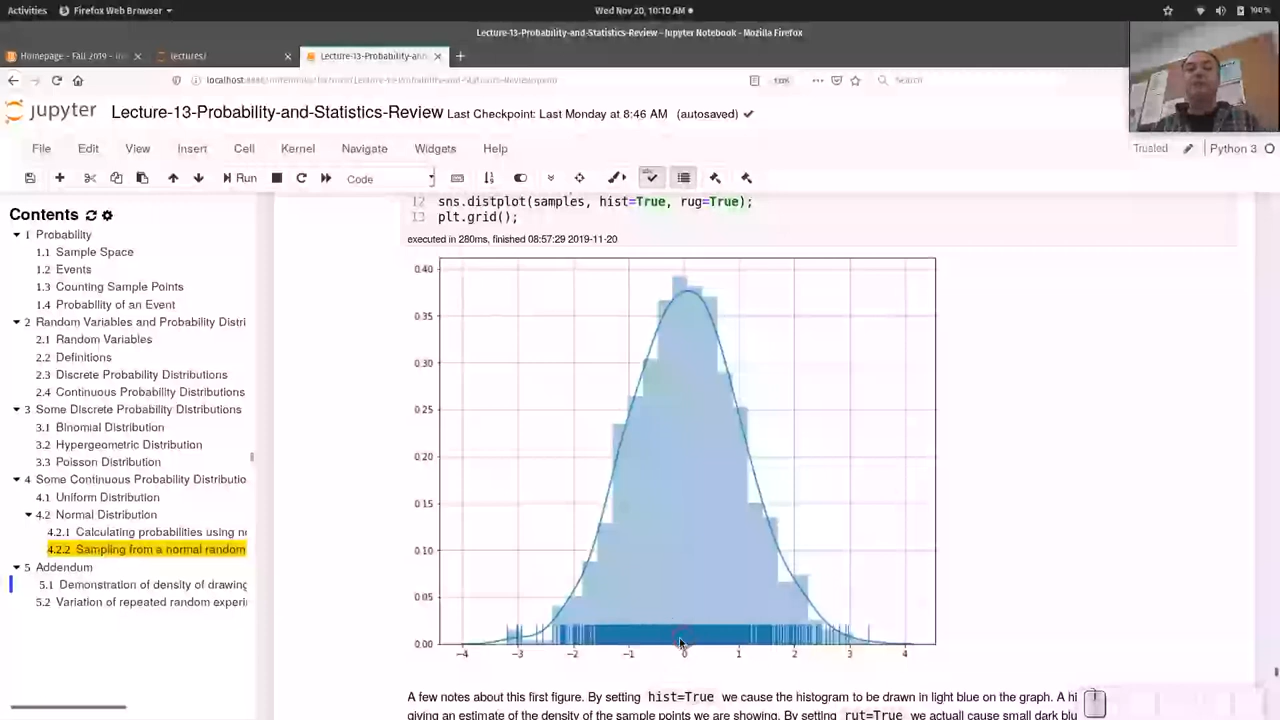 Activities Firefox Web Browser Wed Nov 20, 10:10 AM 100 %
Lecture-13-Probability-and-Statistics-Review - Jupyter Notebook - Mozilla Firefox
Homepage - Fall 2019 - lectures/ Lecture-13-Probability-and-
Search
jupyter Lecture-13-Probability-and-Statistics-Review Last Checkpoint: Last Monday at 8:46 AM (autosaved)
File Edit View Insert Cell Kernel Navigate Widgets Help Trusted Python 3
Run Code
Contents
1 Probability
1.1 Sample Space
1.2 Events
1.3 Counting Sample Points
1.4 Probability of an Event
2 Random Variables and Probability Distri
2.1 Random Variables
2.2 Definitions
2.3 Discrete Probability Distributions
2.4 Continuous Probability Distributions
3 Some Discrete Probability Distributions
3.1 Binomial Distribution
3.2 Hypergeometric Distribution
3.3 Poisson Distribution
4 Some Continuous Probability Distributio
4.1 Uniform Distribution
4.2 Normal Distribution
4.2.1 Calculating probabilities using n
4.2.2 Sampling from a normal random
5 Addendum
5.1 Demonstration of density of drawing
5.2 Variation of repeated random experi
12 sns.distplot(samples, hist=True, rug=True);
13 plt.grid();
executed in 280ms, finished 08:57:29 2019-11-20
0.40
0.35
0.30
0.25
0.20
0.15
0.10
0.05
0.00
−4 −3 −2 −1 0 1 2 3 4
A few notes about this first figure. By setting hist=True we cause the histogram to be drawn in light blue on the graph. A hi
giving an estimate of the density of the sample points we are showing. By setting rut=True we actuall cause small dark blu